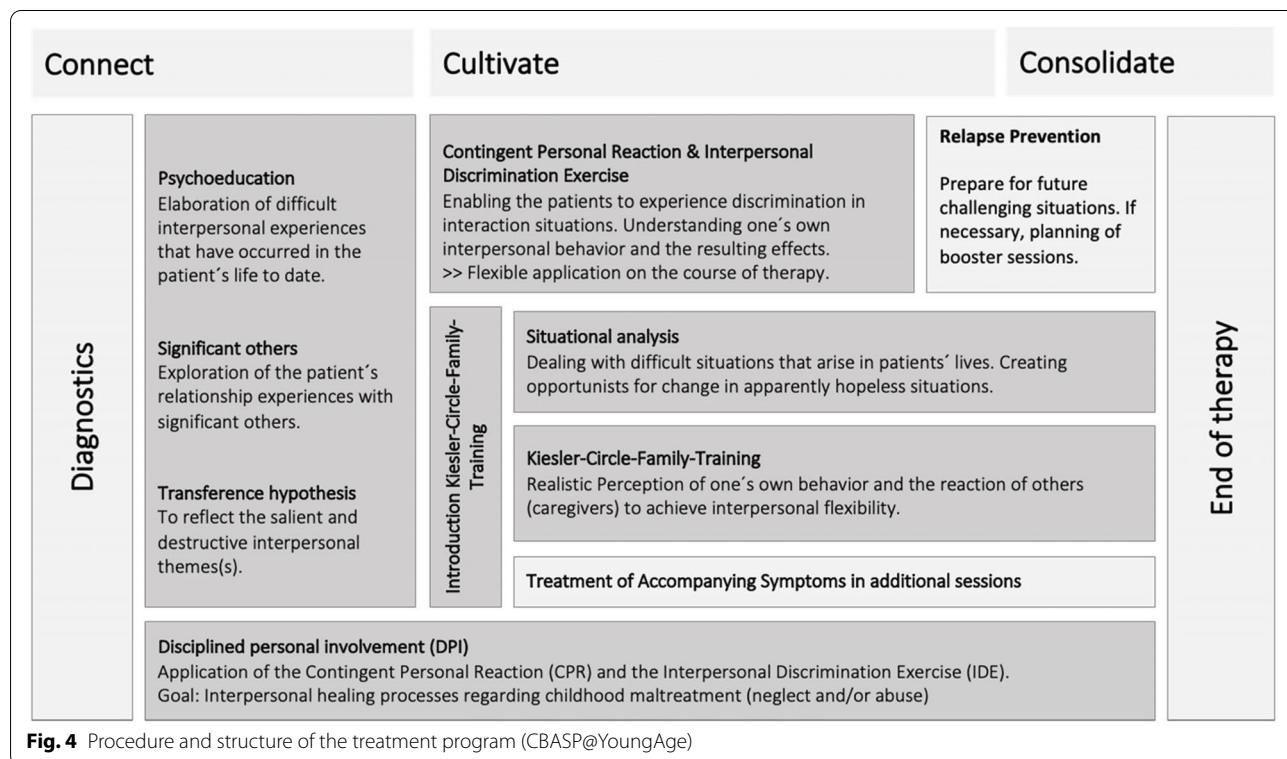 Connect
Cultivate
Consolidate
Diagnostics
Psychoeducation
Elaboration of difficult
interpersonal experiences
that have occurred in the
patient´s life to date.
Significant others
Exploration of the patient´s
relationship experiences with
significant others.
Transference hypothesis
To reflect the salient and
destructive interpersonal
themes(s).
Contingent Personal Reaction & Interpersonal
Discrimination Exercise
Enabling the patients to experience discrimination in
interaction situations. Understanding one´s own
interpersonal behavior and the resulting effects.
>> Flexible application on the course of therapy.
Relapse Prevention
Prepare for future
challenging situations. If
necessary, planning of
booster sessions.
Introduction Kiesler-Circle-Family-
Training
Situational analysis
Dealing with difficult situations that arise in patients´ lives. Creating
opportunists for change in apparently hopeless situations.
Kiesler-Circle-Family-Training
Realistic Perception of one´s own behavior and the reaction of others
(caregivers) to achieve interpersonal flexibility.
Treatment of Accompanying Symptoms in additional sessions
Disciplined personal involvement (DPI)
Application of the Contingent Personal Reaction (CPR) and the Interpersonal Discrimination Exercise (IDE).
Goal: Interpersonal healing processes regarding childhood maltreatment (neglect and/or abuse)
End of therapy
Fig. 4 Procedure and structure of the treatment program (CBASP@YoungAge)